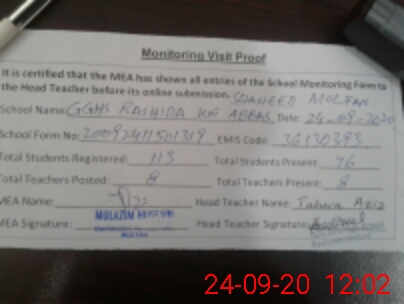 Monitoring Visit Proof
It is certified that the MEA has shown all entries of the School Monitoring Form to
the Head Teacher before its online submission. SHAHEED MULTAN.
School Name: GGHS RASHIDA KOT ABBAS Date: 24-09-2020
School Form No: 20092411501319 EMIS Code: 36130393
Total Students Registered: 113 Total Students Present: 76
Total Teachers Posted: 8 Total Teachers Present: 8
MEA Name: Head Teacher Name: Tahira Aziz
MEA Signature: MULAZIM HUSSAIN Head Teacher Signature:
MULTAN
24-09-20 12:02